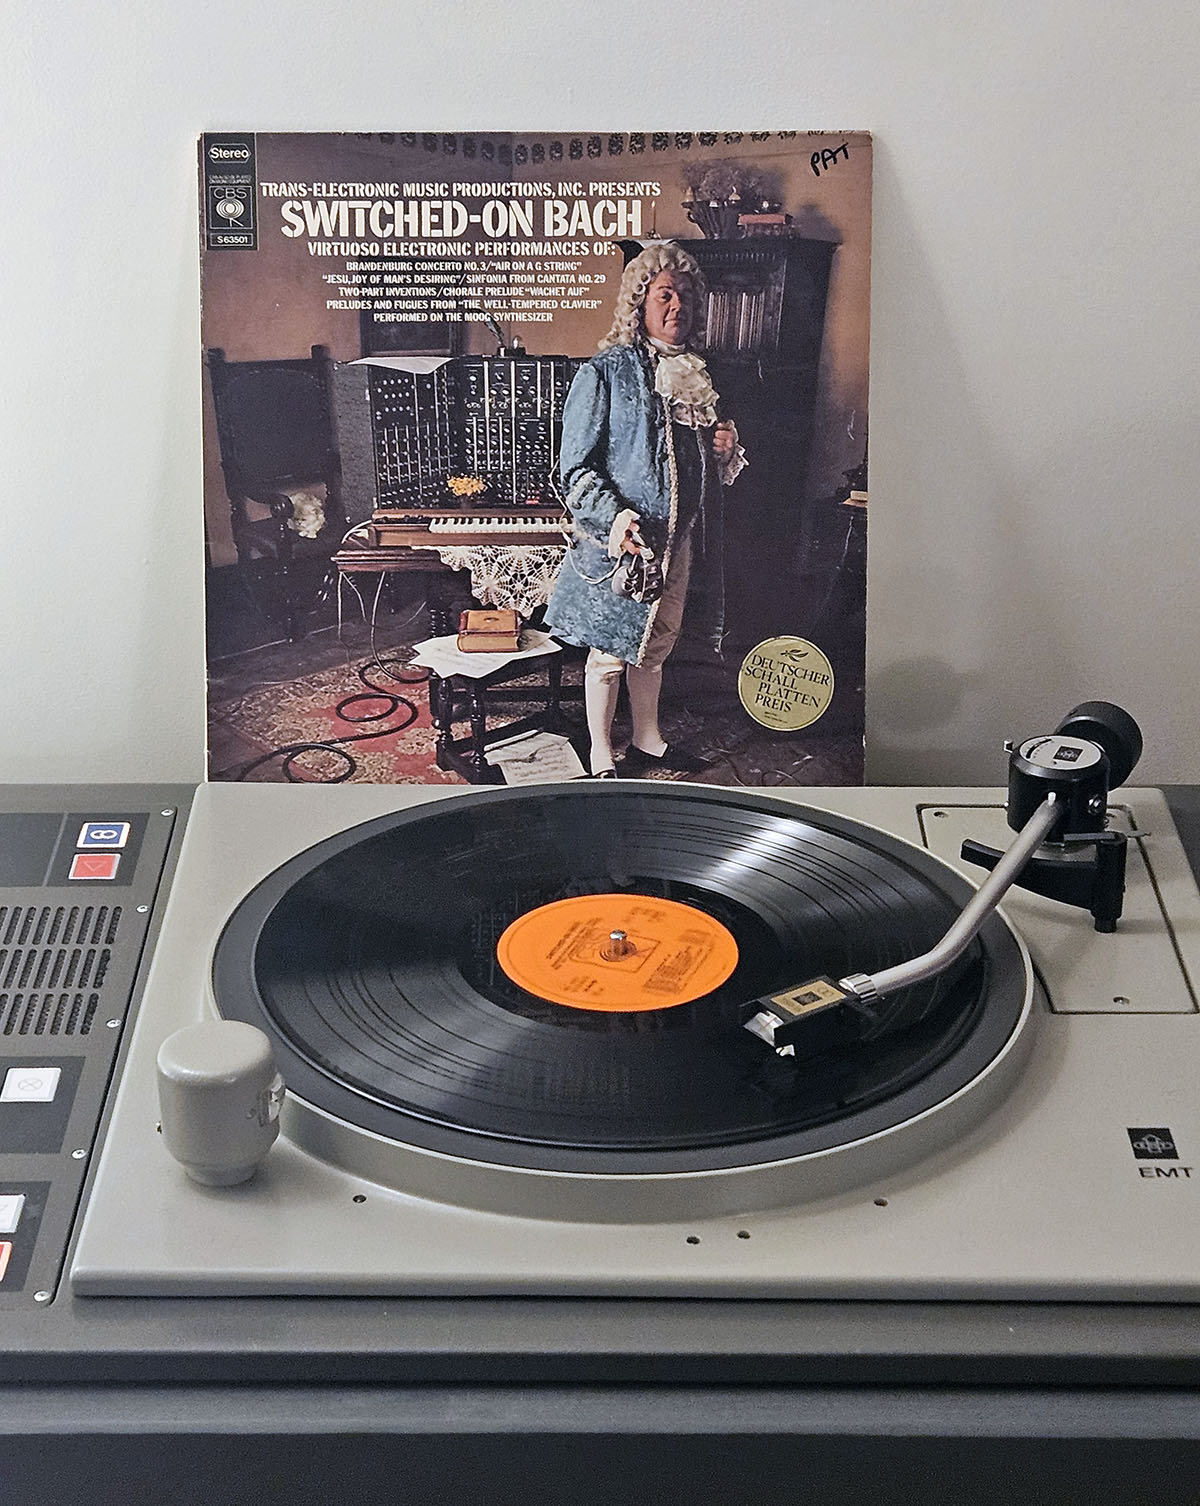 Stereo
CBS
S 63501
PAT
TRANS-ELECTRONIC MUSIC PRODUCTIONS, INC. PRESENTS
SWITCHED-ON BACH
VIRTUOSO ELECTRONIC PERFORMANCES OF:
BRANDENBURG CONCERTO NO. 3/"AIR ON A G STRING"
"JESU, JOY OF MAN'S DESIRING"/SINFONIA FROM CANTATA NO. 29
TWO-PART INVENTIONS/CHORALE PRELUDE "WACHET AUF"
PRELUDES AND FUGUES FROM "THE WELL-TEMPERED CLAVIER"
PERFORMED ON THE MOOG SYNTHESIZER
DEUTSCHER
SCHALL
PLATTEN
PREIS
EMT